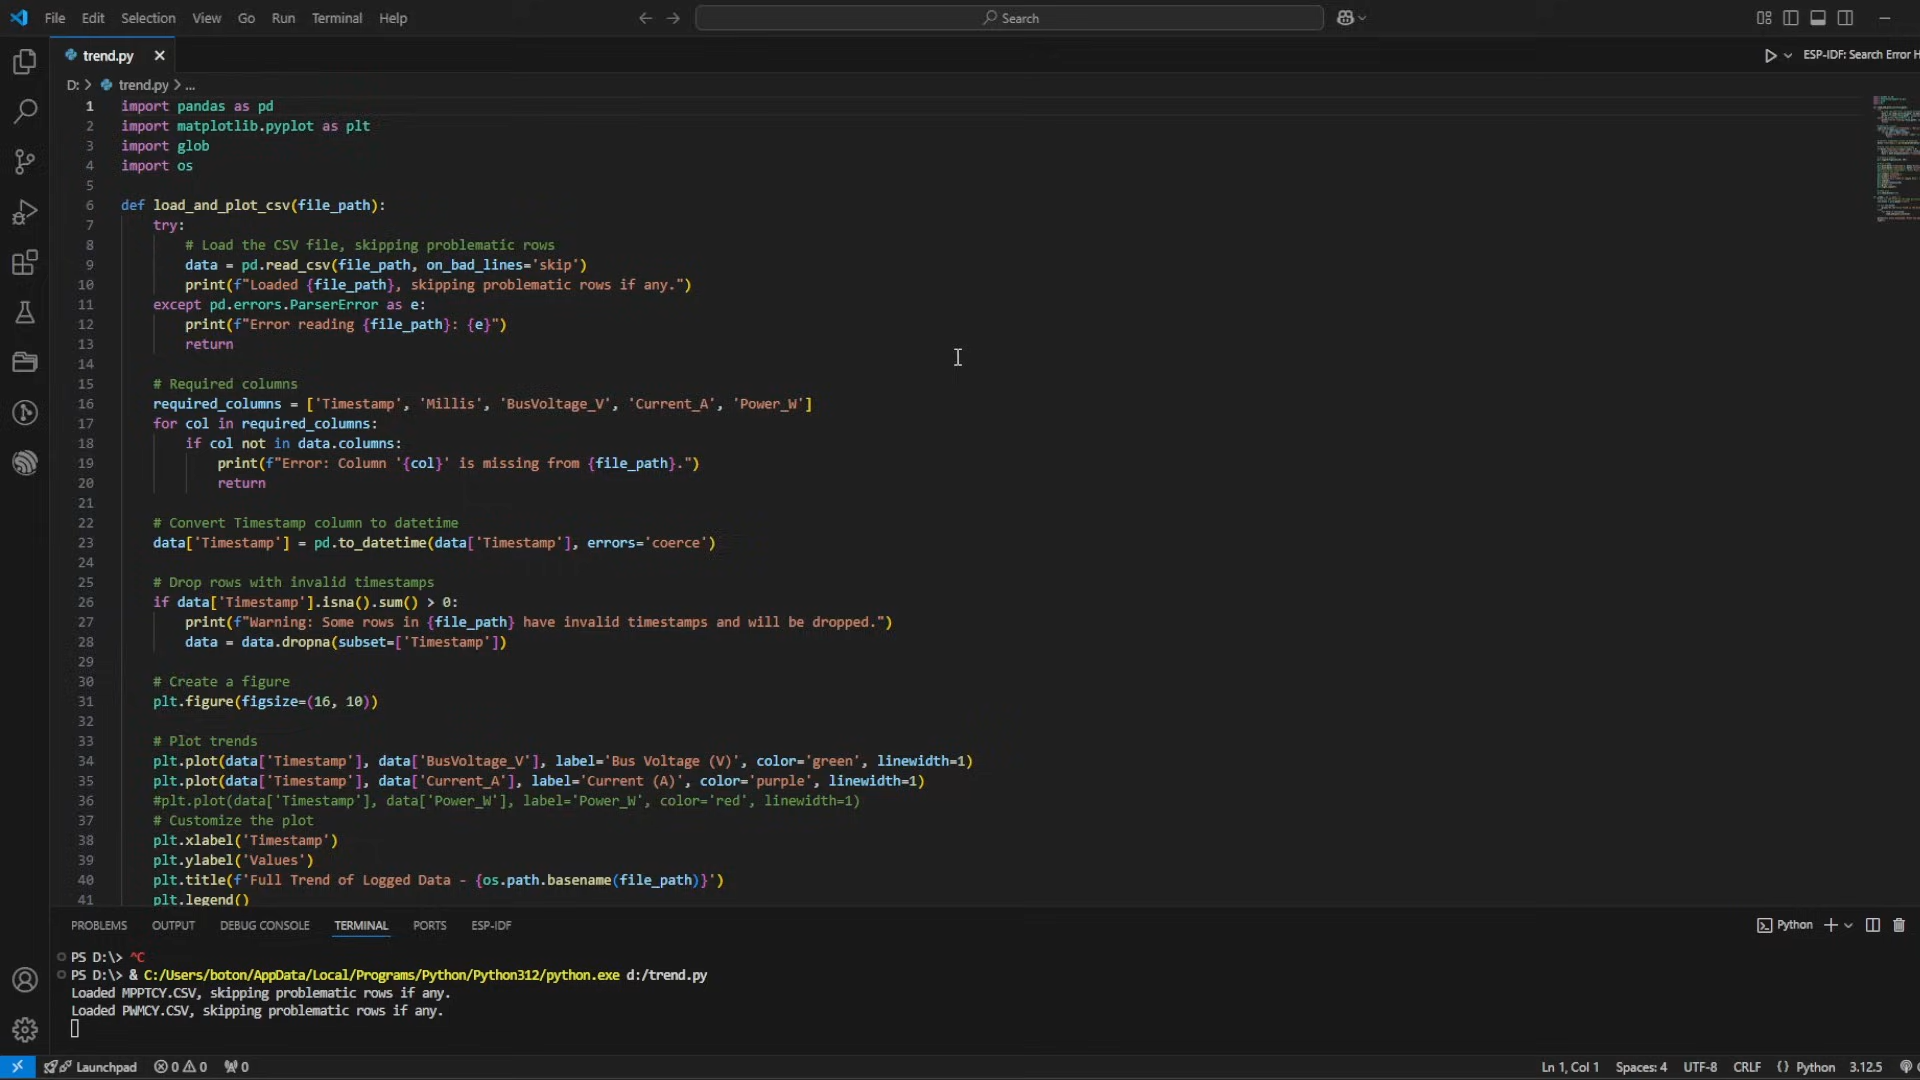 File Edit Selection View Go Run Terminal Help
Search
trend.py
ESP-IDF: Search Error H
D: > trend.py > ...
1 import pandas as pd
2 import matplotlib.pyplot as plt
3 import glob
4 import os
5
6 def load_and_plot_csv(file_path):
7     try:
8         # Load the CSV file, skipping problematic rows
9         data = pd.read_csv(file_path, on_bad_lines='skip')
10         print(f"Loaded {file_path}, skipping problematic rows if any.")
11     except pd.errors.ParserError as e:
12         print(f"Error reading {file_path}: {e}")
13         return
14
15     # Required columns
16     required_columns = ['Timestamp', 'Millis', 'BusVoltage_V', 'Current_A', 'Power_W']
17     for col in required_columns:
18         if col not in data.columns:
19             print(f"Error: Column '{col}' is missing from {file_path}.")
20             return
21
22     # Convert Timestamp column to datetime
23     data['Timestamp'] = pd.to_datetime(data['Timestamp'], errors='coerce')
24
25     # Drop rows with invalid timestamps
26     if data['Timestamp'].isna().sum() > 0:
27         print(f"Warning: Some rows in {file_path} have invalid timestamps and will be dropped.")
28         data = data.dropna(subset=['Timestamp'])
29
30     # Create a figure
31     plt.figure(figsize=(16, 10))
32
33     # Plot trends
34     plt.plot(data['Timestamp'], data['BusVoltage_V'], label='Bus Voltage (V)', color='green', linewidth=1)
35     plt.plot(data['Timestamp'], data['Current_A'], label='Current (A)', color='purple', linewidth=1)
36     #plt.plot(data['Timestamp'], data['Power_W'], label='Power_W', color='red', linewidth=1)
37     # Customize the plot
38     plt.xlabel('Timestamp')
39     plt.ylabel('Values')
40     plt.title(f'Full Trend of Logged Data - {os.path.basename(file_path)}')
41     plt.legend()
PROBLEMS OUTPUT DEBUG CONSOLE TERMINAL PORTS ESP-IDF
Python
PS D:\> ^C
PS D:\> & C:/Users/boton/AppData/Local/Programs/Python/Python312/python.exe d:/trend.py
Loaded MPPTCY.CSV, skipping problematic rows if any.
Loaded PWMCY.CSV, skipping problematic rows if any.
Launchpad 0 0 0 Ln 1, Col 1 Spaces: 4 UTF-8 CRLF {} Python 3.12.5